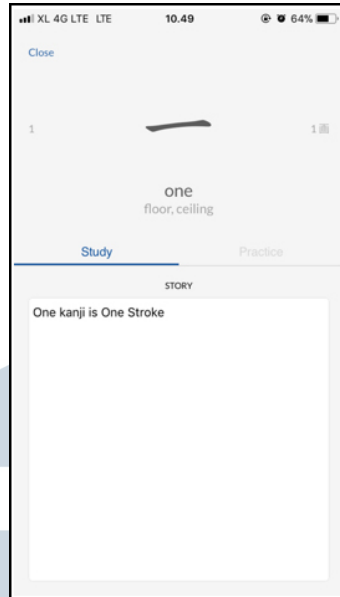 XL 4G LTE LTE 10.49 64%
Close
1 一 1画
one
floor, ceiling
Study Practice
STORY
One kanji is One Stroke